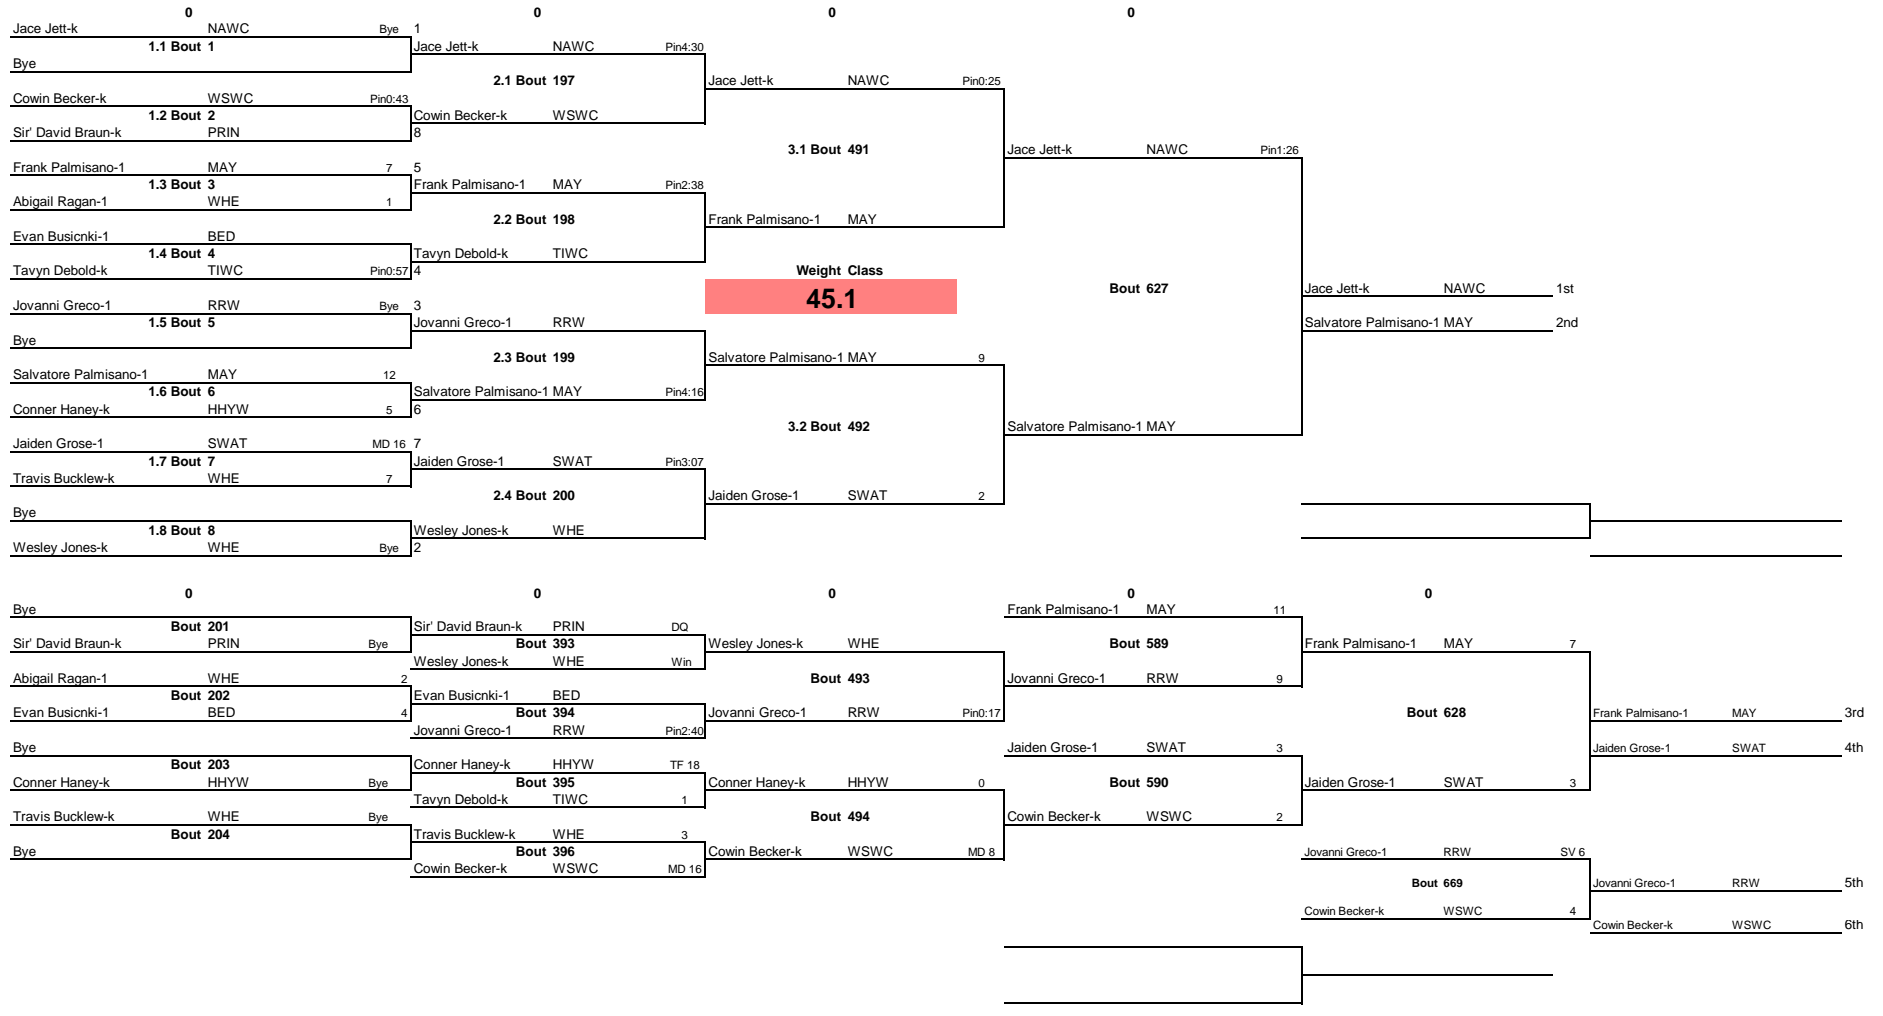 0 0 0 0
Jace Jett-k NAWC Bye 1
1.1 Bout 1 Jace Jett-k NAWC Pin4:30
Bye
2.1 Bout 197 Jace Jett-k NAWC Pin0:25
Cowin Becker-k WSWC Pin0:43
1.2 Bout 2 Cowin Becker-k WSWC
Sir' David Braun-k PRIN 8
3.1 Bout 491 Jace Jett-k NAWC Pin1:26
Frank Palmisano-1 MAY 7 5
1.3 Bout 3 Frank Palmisano-1 MAY Pin2:38
Abigail Ragan-1 WHE 1
2.2 Bout 198 Frank Palmisano-1 MAY
Evan Busicnki-1 BED
1.4 Bout 4 Tavyn Debold-k TIWC
Tavyn Debold-k TIWC Pin0:57 4 Weight Class
45.1 Bout 627 Jace Jett-k NAWC 1st
Jovanni Greco-1 RRW Bye 3
1.5 Bout 5 Jovanni Greco-1 RRW Salvatore Palmisano-1 MAY 2nd
Bye
2.3 Bout 199 Salvatore Palmisano-1 MAY 9
Salvatore Palmisano-1 MAY 12
1.6 Bout 6 Salvatore Palmisano-1 MAY Pin4:16
Conner Haney-k HHYW 5 6
3.2 Bout 492 Salvatore Palmisano-1 MAY
Jaiden Grose-1 SWAT MD 16 7
1.7 Bout 7 Jaiden Grose-1 SWAT Pin3:07
Travis Bucklew-k WHE 7
2.4 Bout 200 Jaiden Grose-1 SWAT 2
Bye
1.8 Bout 8 Wesley Jones-k WHE
Wesley Jones-k WHE Bye 2
0 0 0 0 0
Bye Frank Palmisano-1 MAY 11
Bout 201 Sir' David Braun-k PRIN DQ
Sir' David Braun-k PRIN Bye Bout 393 Wesley Jones-k WHE Bout 589 Frank Palmisano-1 MAY 7
Wesley Jones-k WHE Win
Abigail Ragan-1 WHE 2 Bout 493 Jovanni Greco-1 RRW 9
Bout 202 Evan Busicnki-1 BED
Evan Busicnki-1 BED 4 Bout 394 Jovanni Greco-1 RRW Pin0:17 Bout 628 Frank Palmisano-1 MAY 3rd
Jovanni Greco-1 RRW Pin2:40
Bye Jaiden Grose-1 SWAT 3 Jaiden Grose-1 SWAT 4th
Bout 203 Conner Haney-k HHYW TF 18
Conner Haney-k HHYW Bye Bout 395 Conner Haney-k HHYW 0 Bout 590 Jaiden Grose-1 SWAT 3
Tavyn Debold-k TIWC 1
Travis Bucklew-k WHE Bye Bout 494 Cowin Becker-k WSWC 2
Bout 204 Travis Bucklew-k WHE 3
Bye Bout 396 Cowin Becker-k WSWC MD 8 Jovanni Greco-1 RRW SV 6
Cowin Becker-k WSWC MD 16
Bout 669 Jovanni Greco-1 RRW 5th
Cowin Becker-k WSWC 4
Cowin Becker-k WSWC 6th